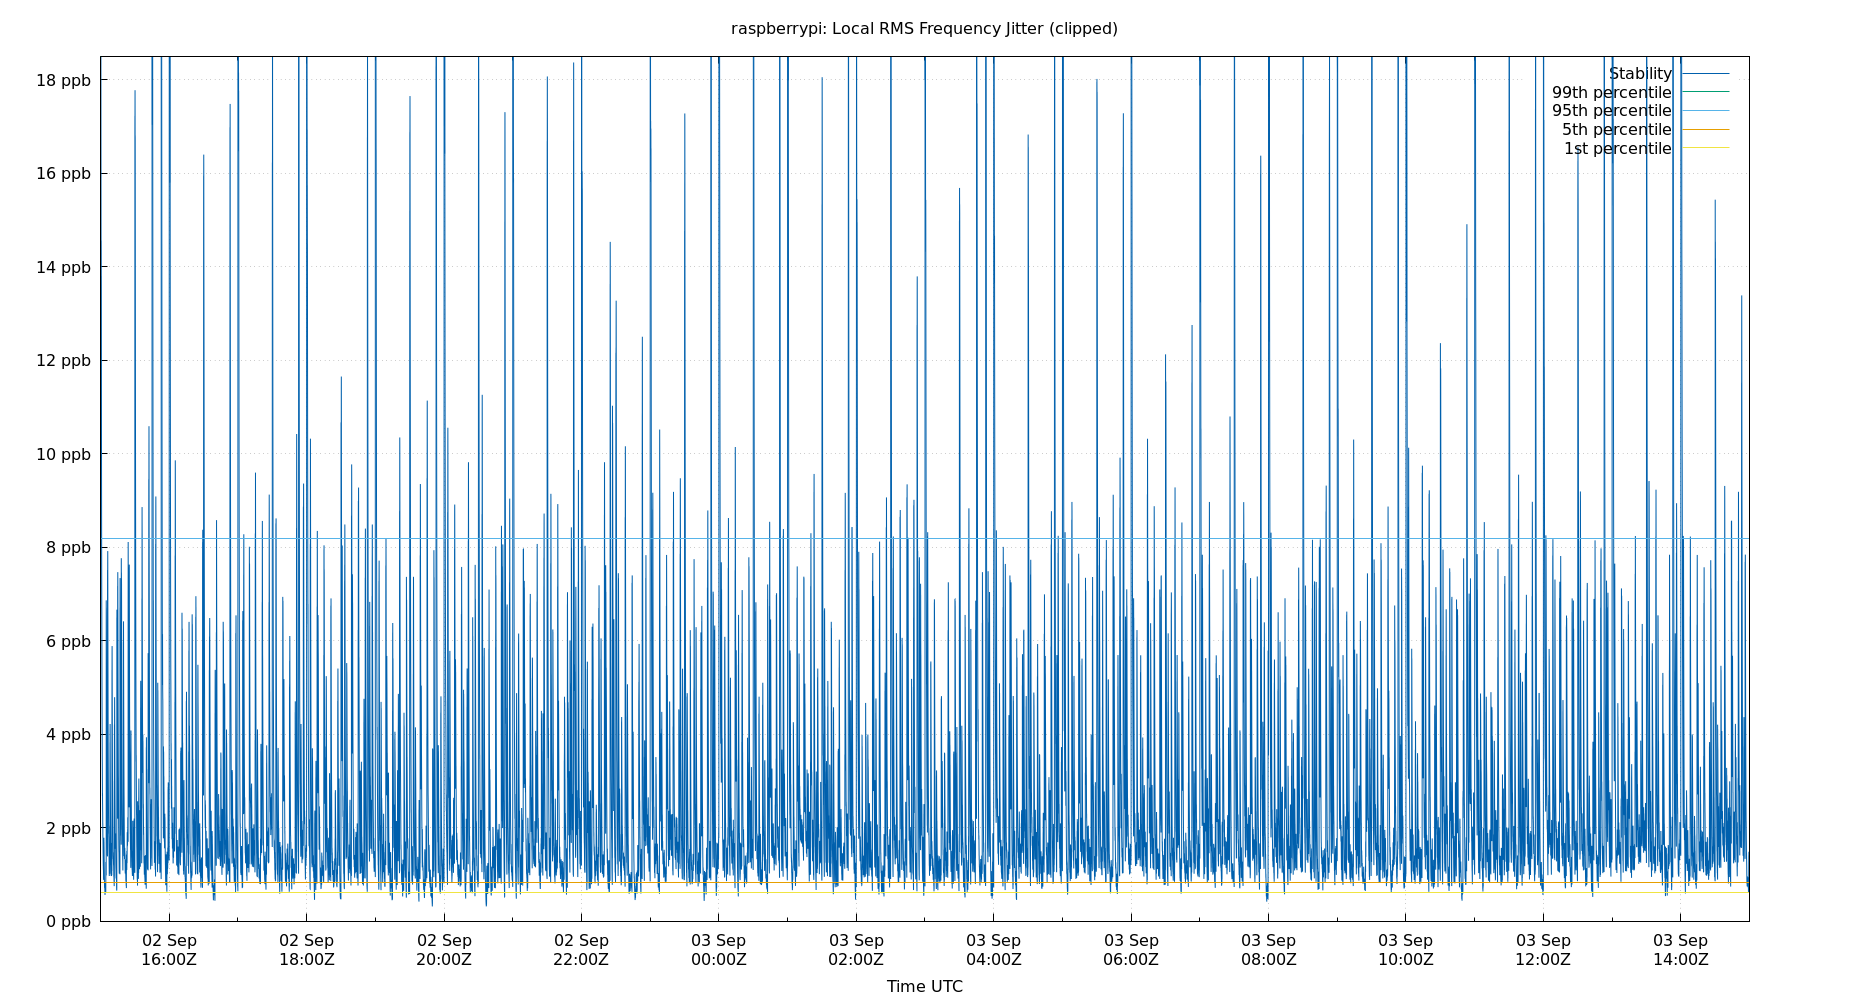 raspberrypi: Local RMS Frequency Jitter (clipped)
18 ppb
16 ppb
14 ppb
12 ppb
10 ppb
8 ppb
6 ppb
4 ppb
2 ppb
0 ppb
Stability
99th percentile
95th percentile
5th percentile
1st percentile
02 Sep
16:00Z
02 Sep
18:00Z
02 Sep
20:00Z
02 Sep
22:00Z
03 Sep
00:00Z
03 Sep
02:00Z
03 Sep
04:00Z
03 Sep
06:00Z
03 Sep
08:00Z
03 Sep
10:00Z
03 Sep
12:00Z
03 Sep
14:00Z
Time UTC